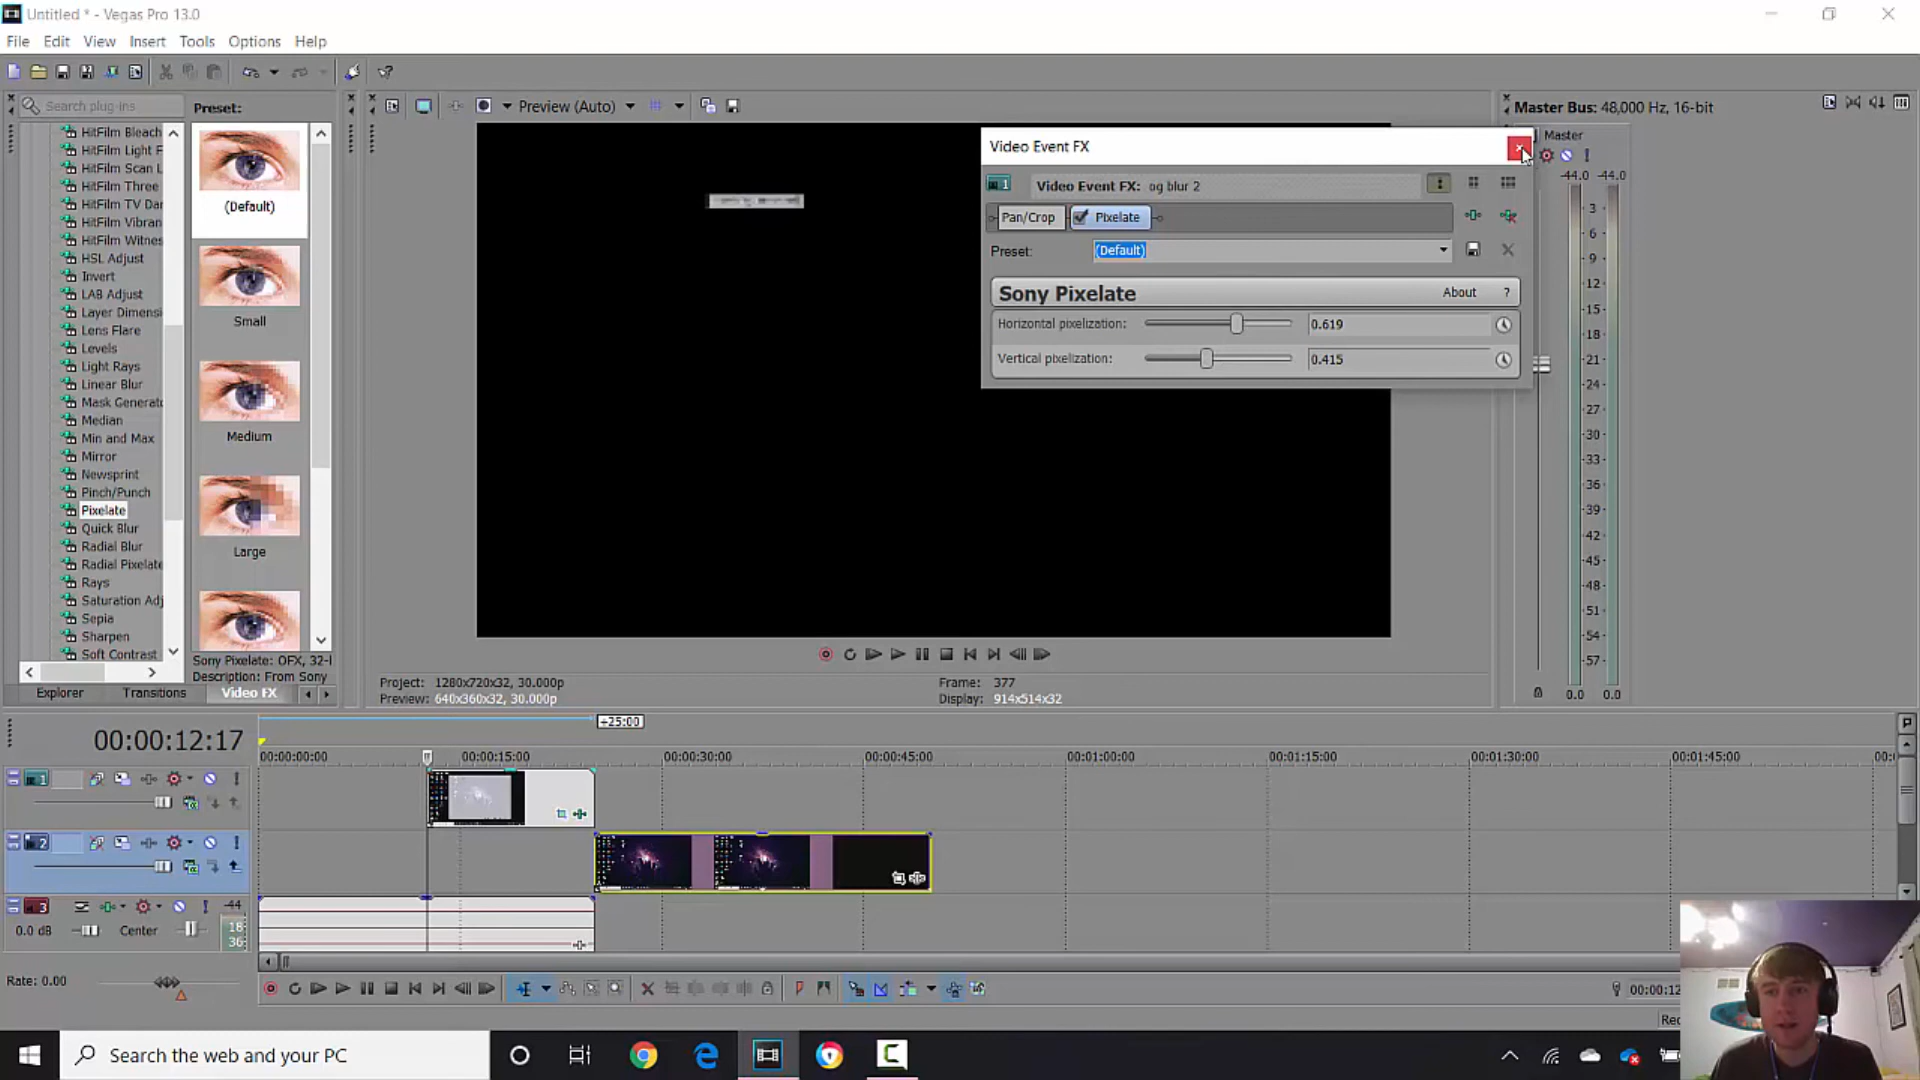 Untitled * - Vegas Pro 13.0
File Edit View Insert Tools Options Help
Search plug-ins
Preset:
Preview (Auto)
Master Bus: 48,000 Hz, 16-bit
HitFilm Bleach
HitFilm Light F
HitFilm Scan L
HitFilm Three
HitFilm TV Dar
HitFilm Vibran
HitFilm Witnes
HSL Adjust
Invert
LAB Adjust
Layer Dimensi
Lens Flare
Levels
Light Rays
Linear Blur
Mask Generato
Median
Min and Max
Mirror
Newsprint
Pinch/Punch
Pixelate
Quick Blur
Radial Blur
Radial Pixelate
Rays
Saturation Adj
Sepia
Sharpen
Soft Contrast
(Default)
Small
Medium
Large
Sony Pixelate: OFX, 32-l
Description: From Sony
Explorer Transitions Video FX
Video Event FX
1 Video Event FX: og blur 2
Pan/Crop Pixelate
Preset: (Default)
Sony Pixelate About ?
Horizontal pixelization: 0.619
Vertical pixelization: 0.415
Master
-44.0 -44.0
3
6
9
12
15
18
21
24
27
30
33
36
39
42
45
48
51
54
57
0.0 0.0
Project: 1280x720x32, 30.000p
Preview: 640x360x32, 30.000p
Frame: 377
Display: 914x514x32
+25:00
00:00:12:17
00:00:00:00 00:00:15:00 00:00:30:00 00:00:45:00 00:01:00:00 00:01:15:00 00:01:30:00 00:01:45:00 00:
1
2
3 -44
0.0 dB Center 18
36
Rate: 0.00
00:00:12
Rec
Search the web and your PC